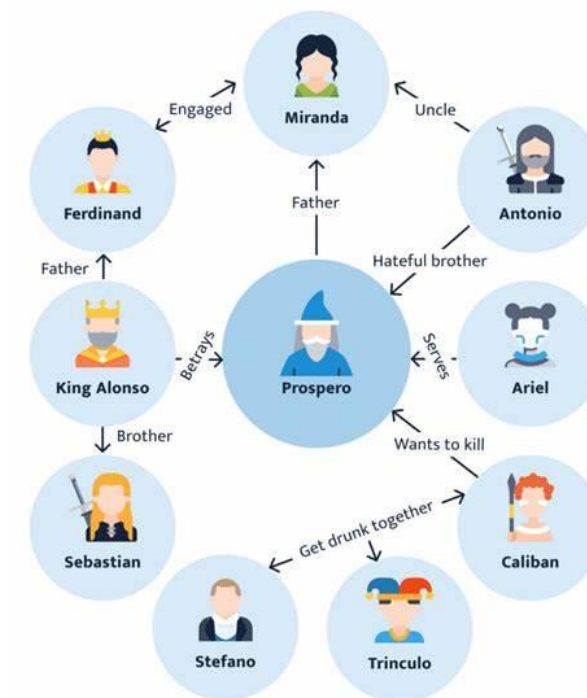 Miranda
Engaged
Uncle
Ferdinand
Antonio
Father
Father
Hateful brother
King Alonso
Betrays
Prospero
Serves
Ariel
Brother
Wants to kill
Sebastian
Get drunk together
Caliban
Stefano
Trinculo